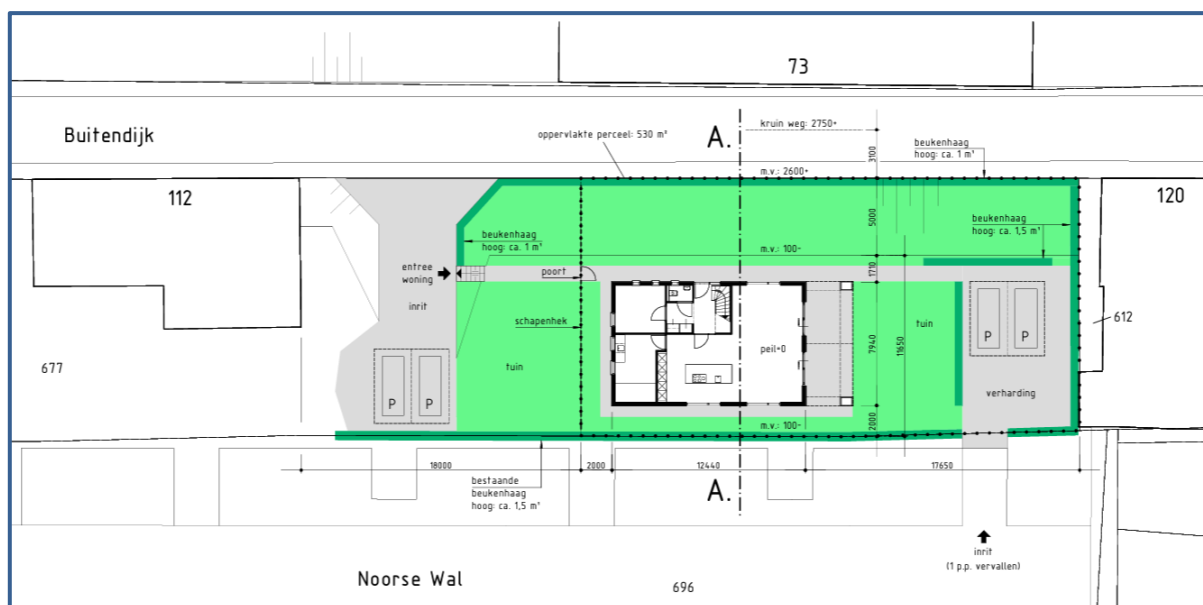 73
Buitendijk
oppervlakte perceel: 530 m²
A.
kruin weg: 2750+
3100
beukenhaag
hoog: ca. 1 m¹
m.v.: 2600+
112
120
5000
beukenhaag
hoog: ca. 1 m¹
beukenhaag
hoog: ca. 1,5 m¹
m.v.: 100-
entree
woning
poort
1710
inrit
schapenhek
tuin
peil=0
7940
11650
tuin
P
P
612
677
tuin
verharding
P
P
m.v.: 100-
2000
18000
2000
12440
17650
bestaande
beukenhaag
hoog: ca. 1,5 m¹
A.
inrit
(1 p.p. vervallen)
Noorse Wal
696